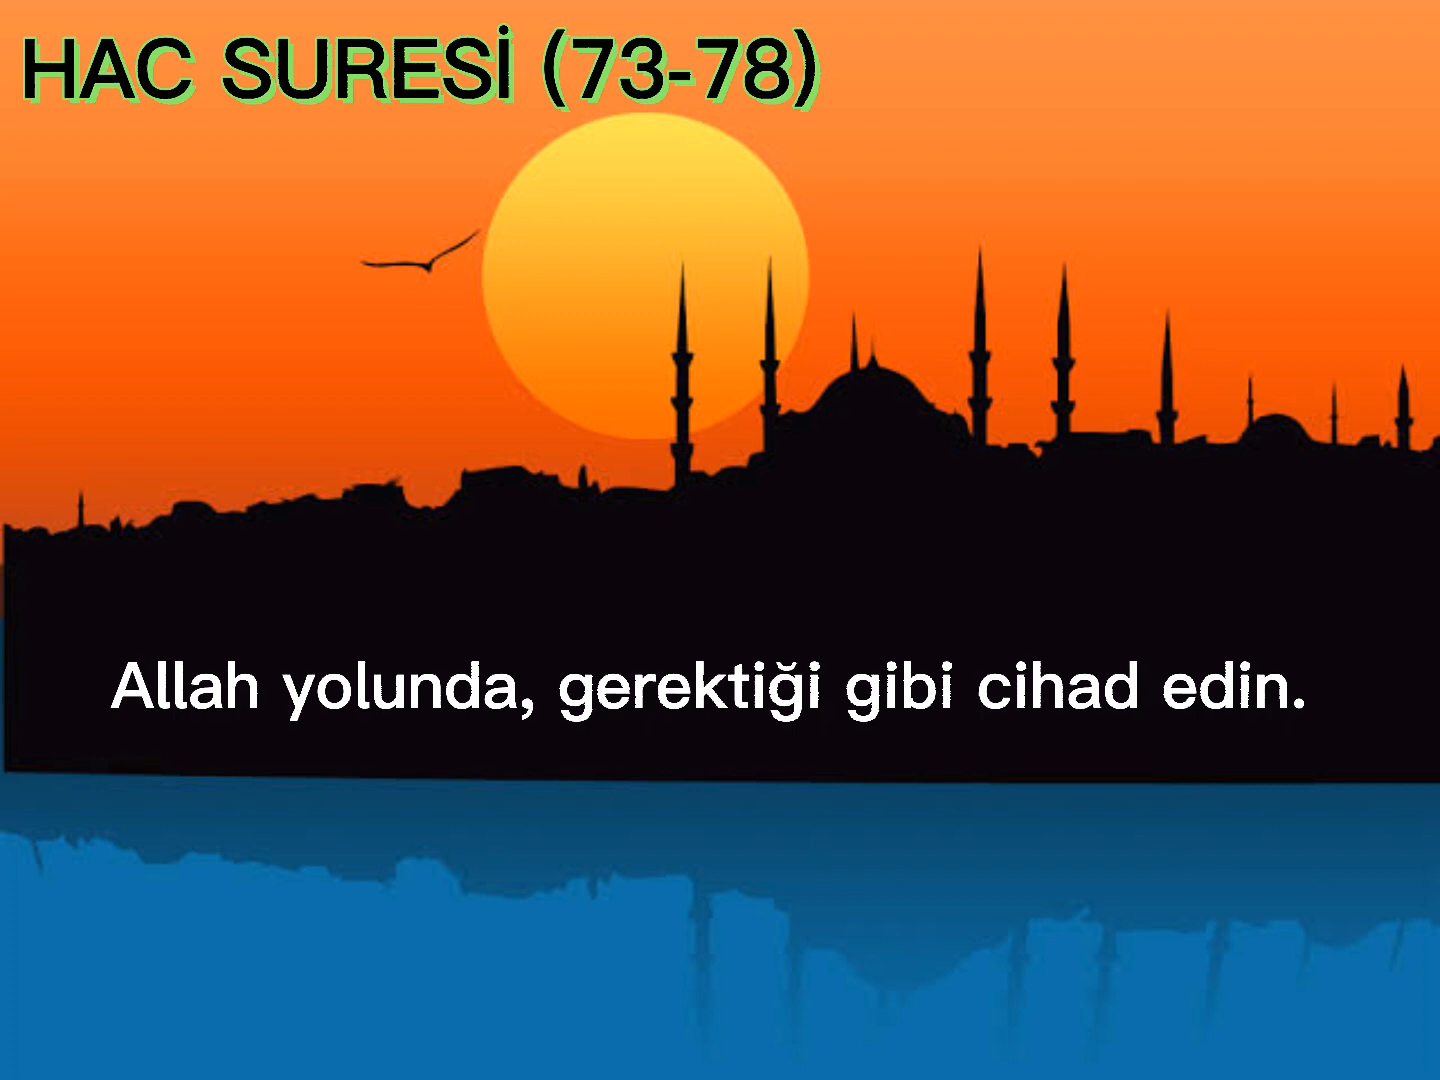 HAC SURESİ (73-78)
Allah yolunda, gerektiği gibi cihad edin.